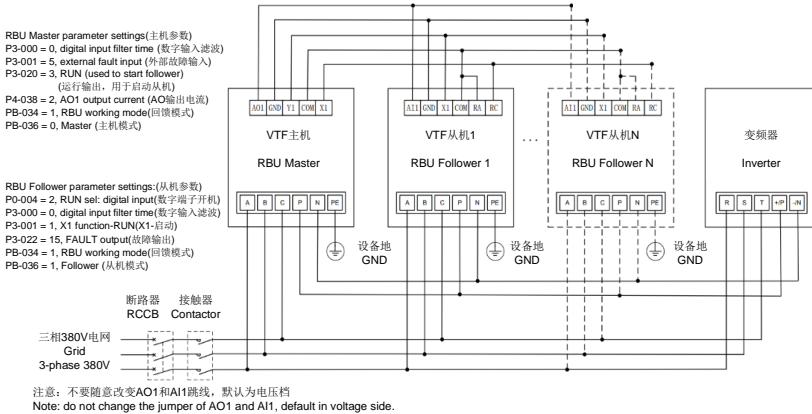 RBU Master parameter settings(主机参数)
P3-000 = 0, digital input filter time (数字输入滤波)
P3-001 = 5, external fault input (外部故障输入)
P3-020 = 3, RUN (used to start follower)
(运行输出，用于启动从机)
P4-038 = 2, AO1 output current (AO输出电流)
PB-034 = 1, RBU working mode(回馈模式)
PB-036 = 0, Master (主机模式)
AO1 GND Y1 COM X1
VTF主机
RBU Master
A B C P N PE
AI1 GND X1 COM RA RC
VTF从机1
RBU Follower 1
A B C P N PE
...
AI1 GND X1 COM RA RC
VTF从机N
RBU Follower N
A B C P N PE
变频器
Inverter
R S T +/P -/N
RBU Follower parameter settings:(从机参数)
P0-004 = 2, RUN sel: digital input(数字端子开机)
P3-000 = 0, digital input filter time(数字输入滤波)
P3-001 = 1, X1 function-RUN(X1-启动)
P3-022 = 15, FAULT output(故障输出)
PB-034 = 1, RBU working mode(回馈模式)
PB-036 = 1, Follower (从机模式)
设备地
GND
设备地
GND
设备地
GND
断路器
RCCB
接触器
Contactor
三相380V电网
Grid
3-phase 380V
注意：不要随意改变AO1和AI1跳线，默认为电压档
Note: do not change the jumper of AO1 and AI1, default in voltage side.